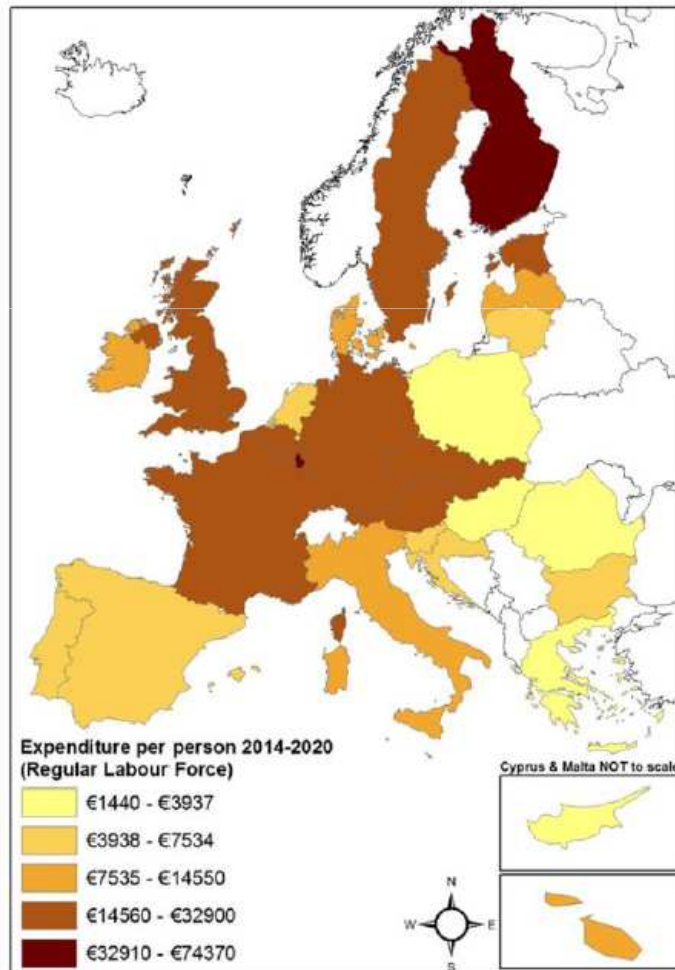 Expenditure per person 2014-2020
(Regular Labour Force)
€1440 - €3937
€3938 - €7534
€7535 - €14550
€14560 - €32900
€32910 - €74370
Cyprus & Malta NOT to scale
N
W E
S